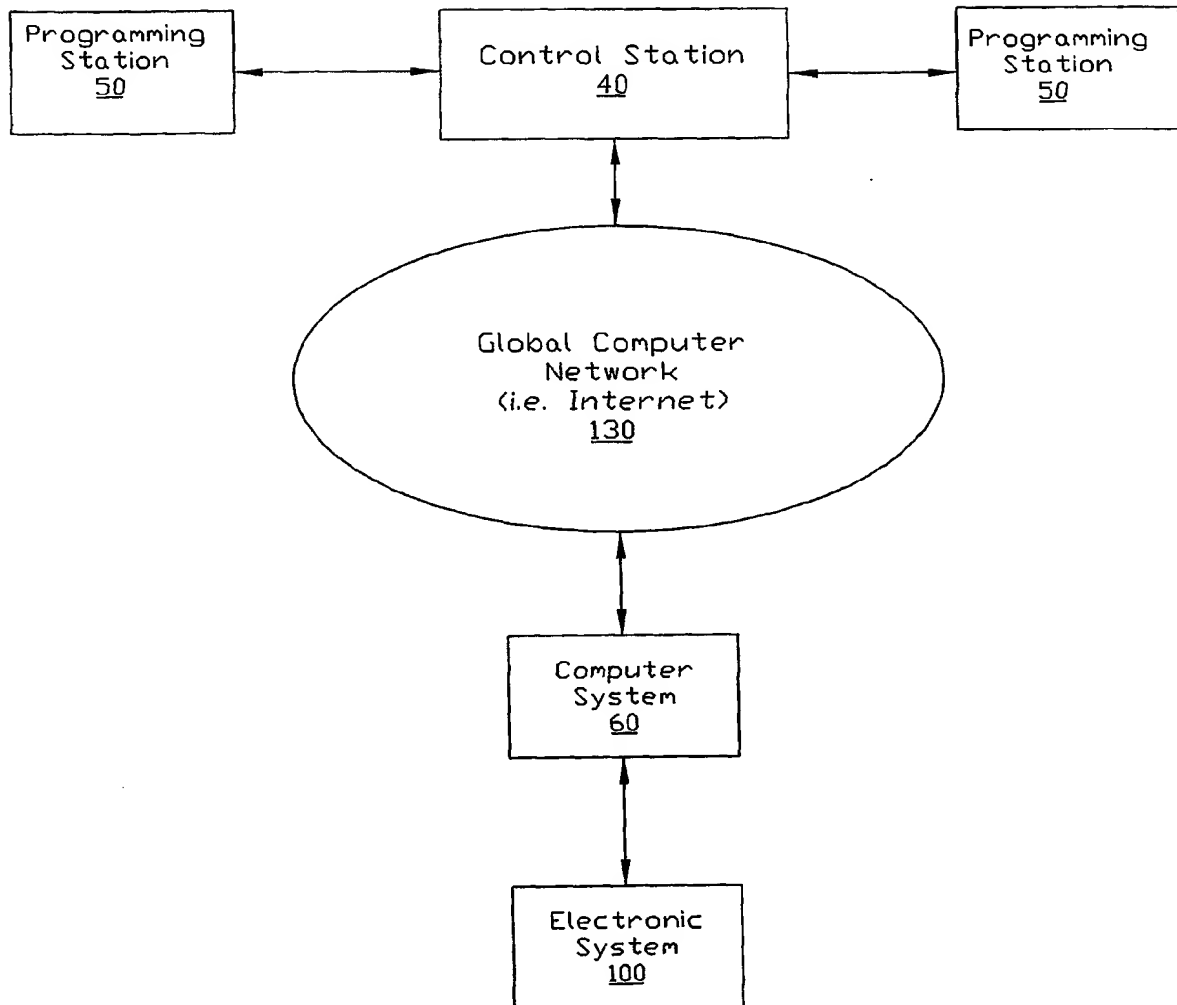 Programming
Station
50
Control Station
40
Programming
Station
50
Global Computer
Network
(i.e. Internet)
130
Computer
System
60
Electronic
System
100